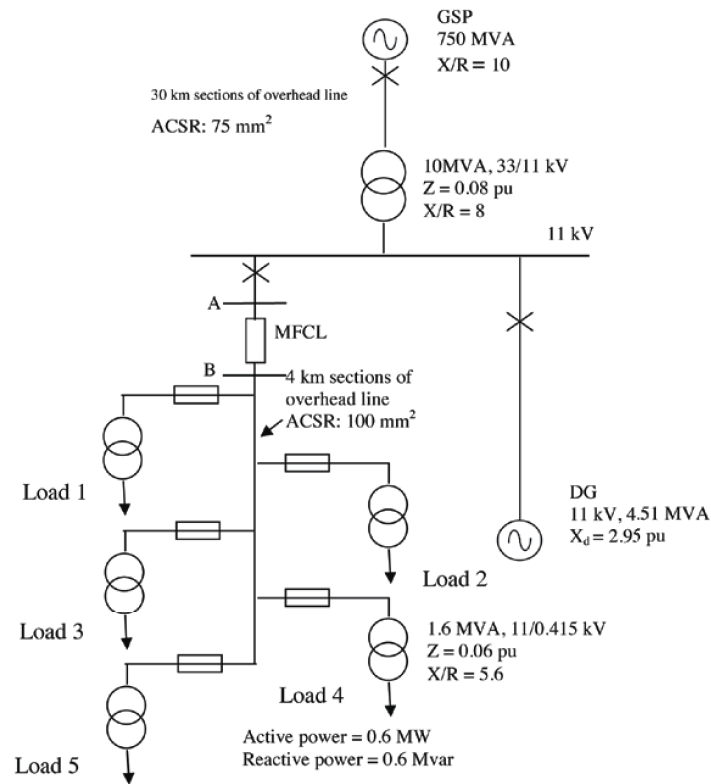 GSP
750 MVA
X/R = 10
30 km sections of overhead line
ACSR: 75 mm²
10MVA, 33/11 kV
Z = 0.08 pu
X/R = 8
11 kV
A
MFCL
B
4 km sections of
overhead line
ACSR: 100 mm²
Load 1
DG
11 kV, 4.51 MVA
X_d = 2.95 pu
Load 2
Load 3
1.6 MVA, 11/0.415 kV
Z = 0.06 pu
X/R = 5.6
Load 4
Active power = 0.6 MW
Reactive power = 0.6 Mvar
Load 5